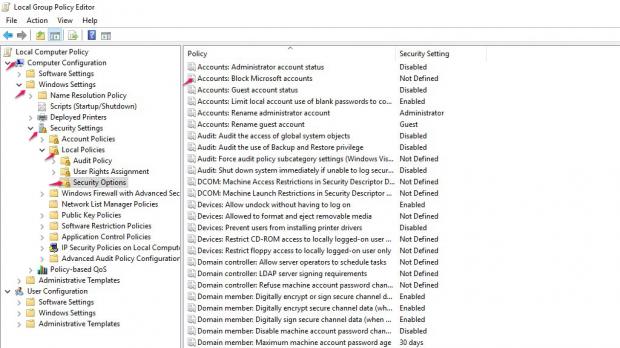 Local Group Policy Editor
File Action View Help
Local Computer Policy
Computer Configuration
Software Settings
Windows Settings
Name Resolution Policy
Scripts (Startup/Shutdown)
Deployed Printers
Security Settings
Account Policies
Local Policies
Audit Policy
User Rights Assignment
Security Options
Windows Firewall with Advanced Sec
Network List Manager Policies
Public Key Policies
Software Restriction Policies
Application Control Policies
IP Security Policies on Local Compute
Advanced Audit Policy Configuration
Policy-based QoS
Administrative Templates
User Configuration
Software Settings
Windows Settings
Administrative Templates
Policy Security Setting
Accounts: Administrator account status Disabled
Accounts: Block Microsoft accounts Not Defined
Accounts: Guest account status Disabled
Accounts: Limit local account use of blank passwords to co... Enabled
Accounts: Rename administrator account Administrator
Accounts: Rename guest account Guest
Audit: Audit the access of global system objects Disabled
Audit: Audit the use of Backup and Restore privilege Disabled
Audit: Force audit policy subcategory settings (Windows Vis... Not Defined
Audit: Shut down system immediately if unable to log secur... Disabled
DCOM: Machine Access Restrictions in Security Descriptor D... Not Defined
DCOM: Machine Launch Restrictions in Security Descriptor ... Not Defined
Devices: Allow undock without having to log on Enabled
Devices: Allowed to format and eject removable media Not Defined
Devices: Prevent users from installing printer drivers Disabled
Devices: Restrict CD-ROM access to locally logged-on user ... Not Defined
Devices: Restrict floppy access to locally logged-on user only Not Defined
Domain controller: Allow server operators to schedule tasks Not Defined
Domain controller: LDAP server signing requirements Not Defined
Domain controller: Refuse machine account password chan... Not Defined
Domain member: Digitally encrypt or sign secure channel d... Enabled
Domain member: Digitally encrypt secure channel data (wh... Enabled
Domain member: Digitally sign secure channel data (when ... Enabled
Domain member: Disable machine account password chan... Disabled
Domain member: Maximum machine account password age 30 days